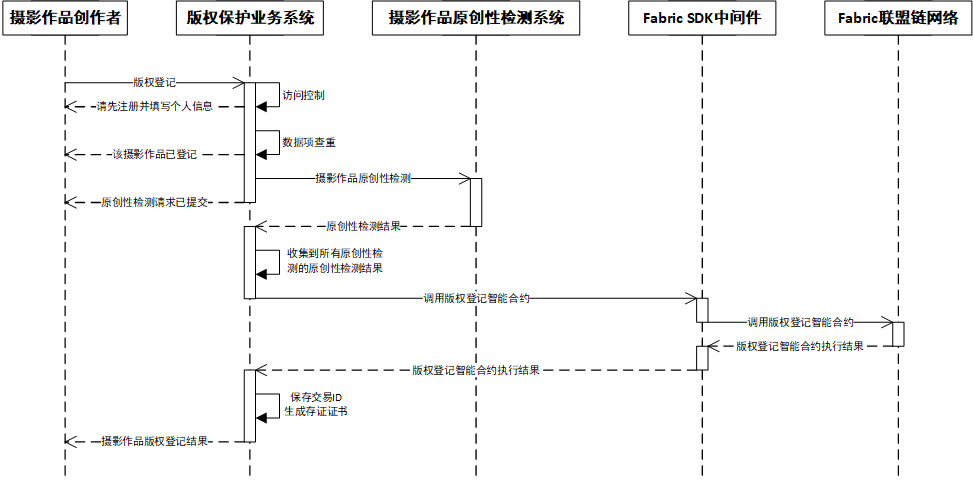 摄影作品创作者
版权保护业务系统
摄影作品原创性检测系统
Fabric SDK中间件
Fabric联盟链网络
版权登记
访问控制
请先注册并填写个人信息
数据项查重
该摄影作品已登记
摄影作品原创性检测
原创性检测请求已提交
原创性检测结果
收集到所有原创性检
测的原创性检测结果
调用版权登记智能合约
调用版权登记智能合约
版权登记智能合约执行结果
版权登记智能合约执行结果
保存交易ID
生成存证证书
摄影作品版权登记结果